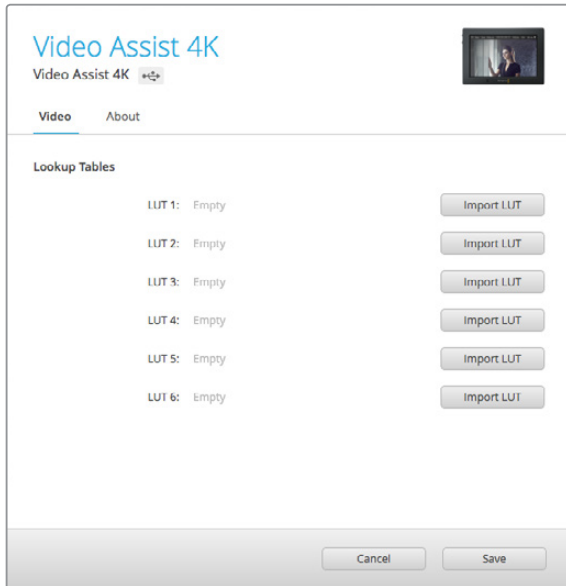 Video Assist 4K
Video Assist 4K
Video About
Lookup Tables
LUT 1: Empty Import LUT
LUT 2: Empty Import LUT
LUT 3: Empty Import LUT
LUT 4: Empty Import LUT
LUT 5: Empty Import LUT
LUT 6: Empty Import LUT
Cancel Save